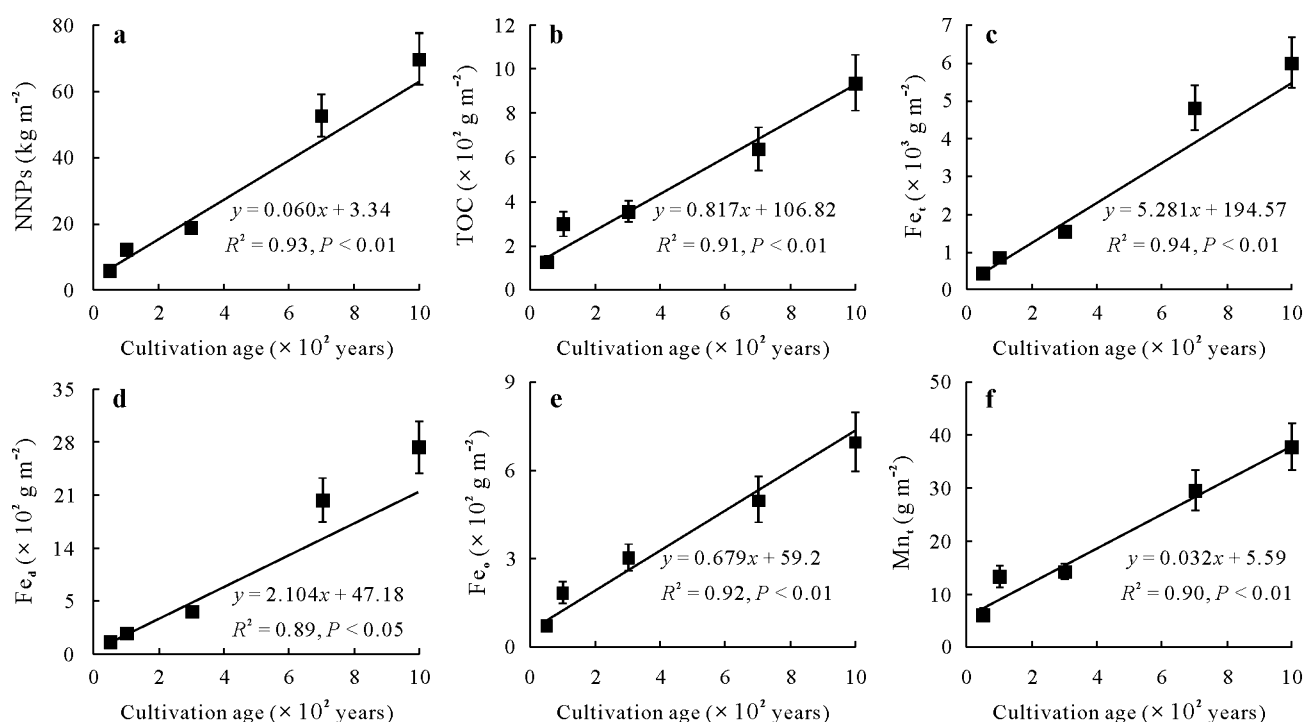 a
NNPs (kg m⁻²)
80
60
40
20
0
y = 0.060x + 3.34
R² = 0.93, P < 0.01
0 2 4 6 8 10
Cultivation age (× 10² years)
b
TOC (× 10² g m⁻²)
12
10
8
6
4
2
0
y = 0.817x + 106.82
R² = 0.91, P < 0.01
0 2 4 6 8 10
Cultivation age (× 10² years)
c
Feₜ (× 10³ g m⁻²)
7
6
5
4
3
2
1
0
y = 5.281x + 194.57
R² = 0.94, P < 0.01
0 2 4 6 8 10
Cultivation age (× 10² years)
d
Fe_d (× 10² g m⁻²)
35
28
21
14
5
0
y = 2.104x + 47.18
R² = 0.89, P < 0.05
0 2 4 6 8 10
Cultivation age (× 10² years)
e
Feₒ (× 10² g m⁻²)
9
6
3
0
y = 0.679x + 59.2
R² = 0.92, P < 0.01
0 2 4 6 8 10
Cultivation age (× 10² years)
f
Mnₜ (g m⁻²)
50
40
30
20
10
0
y = 0.032x + 5.59
R² = 0.90, P < 0.01
0 2 4 6 8 10
Cultivation age (× 10² years)